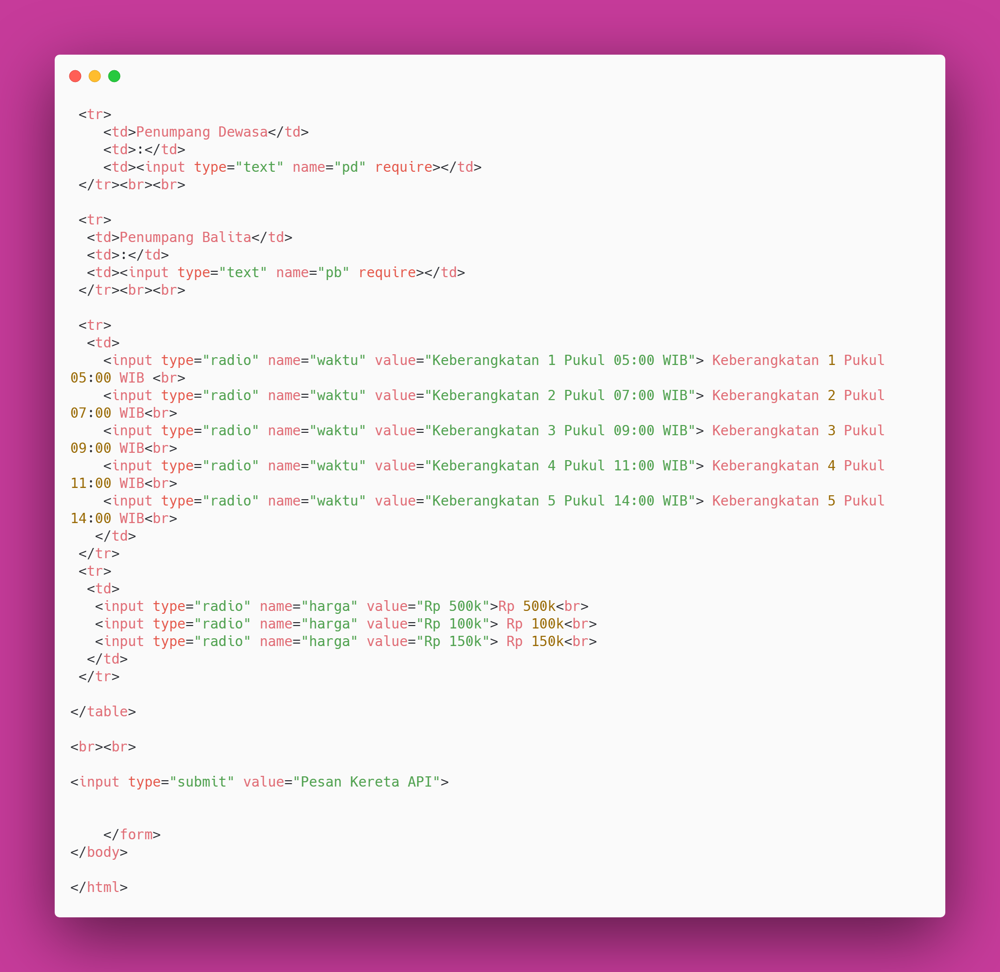 <tr>
<td>Penumpang Dewasa</td>
<td>:</td>
<td><input type="text" name="pd" require></td>
</tr><br><br>
<tr>
<td>Penumpang Balita</td>
<td>:</td>
<td><input type="text" name="pb" require></td>
</tr><br><br>
<tr>
<td>
<input type="radio" name="waktu" value="Keberangkatan 1 Pukul 05:00 WIB"> Keberangkatan 1 Pukul
05:00 WIB <br>
<input type="radio" name="waktu" value="Keberangkatan 2 Pukul 07:00 WIB"> Keberangkatan 2 Pukul
07:00 WIB<br>
<input type="radio" name="waktu" value="Keberangkatan 3 Pukul 09:00 WIB"> Keberangkatan 3 Pukul
09:00 WIB<br>
<input type="radio" name="waktu" value="Keberangkatan 4 Pukul 11:00 WIB"> Keberangkatan 4 Pukul
11:00 WIB<br>
<input type="radio" name="waktu" value="Keberangkatan 5 Pukul 14:00 WIB"> Keberangkatan 5 Pukul
14:00 WIB<br>
</td>
</tr>
<tr>
<td>
<input type="radio" name="harga" value="Rp 500k">Rp 500k<br>
<input type="radio" name="harga" value="Rp 100k"> Rp 100k<br>
<input type="radio" name="harga" value="Rp 150k"> Rp 150k<br>
</td>
</tr>
</table>
<br><br>
<input type="submit" value="Pesan Kereta API">
</form>
</body>
</html>